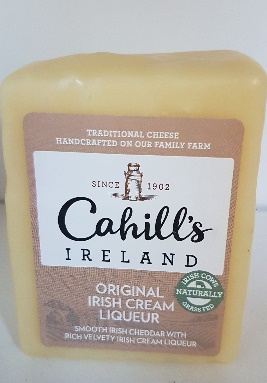 TRADITIONAL CHEESE
HANDCRAFTED ON OUR FAMILY FARM
SINCE 1902
Cahill's
IRELAND
ORIGINAL
IRISH CREAM
LIQUEUR
IRISH COWS
NATURALLY
GRASS FED
SMOOTH IRISH CHEDDAR WITH
RICH VELVETY IRISH CREAM LIQUEUR